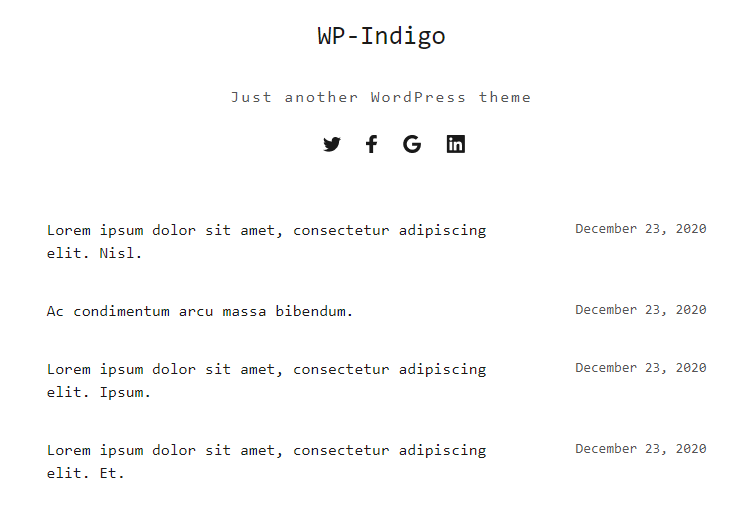 WP-Indigo
Just another WordPress theme
Lorem ipsum dolor sit amet, consectetur adipiscing
elit. Nisl.
December 23, 2020
Ac condimentum arcu massa bibendum.
December 23, 2020
Lorem ipsum dolor sit amet, consectetur adipiscing
elit. Ipsum.
December 23, 2020
Lorem ipsum dolor sit amet, consectetur adipiscing
elit. Et.
December 23, 2020